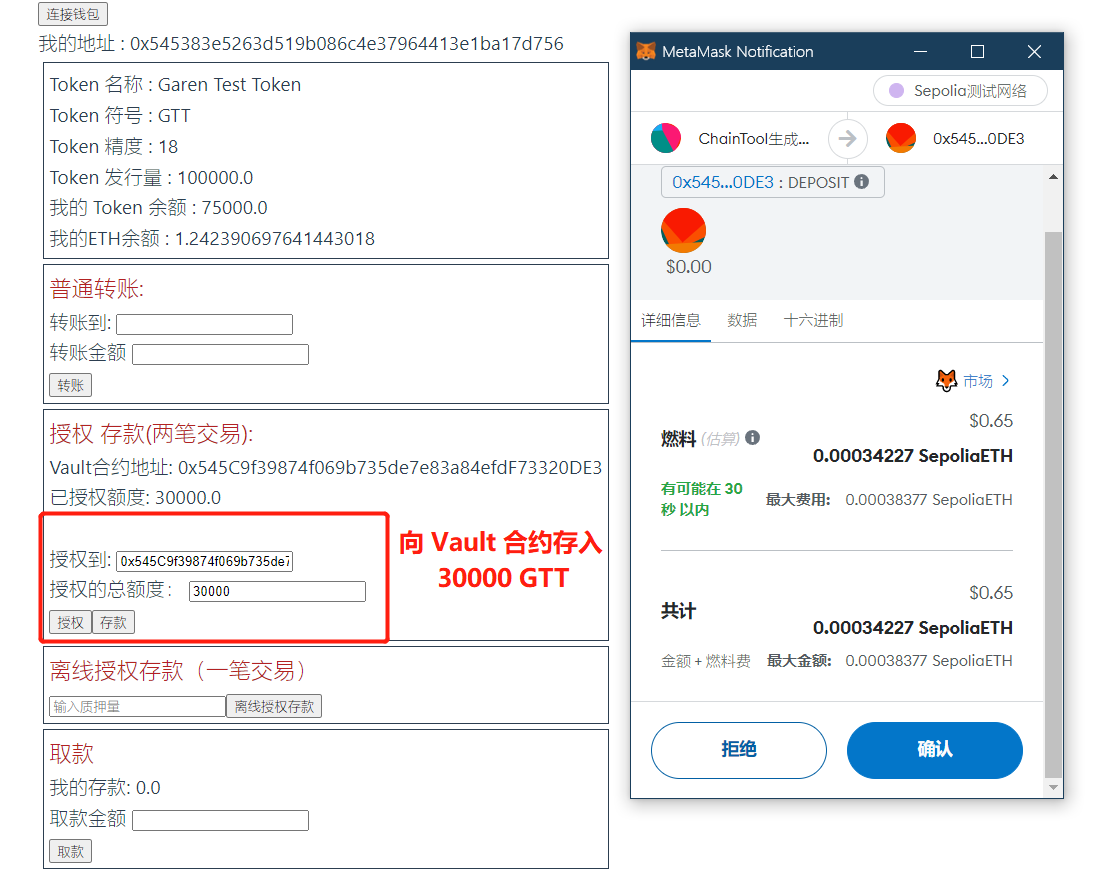 连接钱包
我的地址 : 0x545383e5263d519b086c4e37964413e1ba17d756
Token 名称 : Garen Test Token
Token 符号 : GTT
Token 精度 : 18
Token 发行量 : 100000.0
我的 Token 余额 : 75000.0
我的ETH余额 : 1.242390697641443018
普通转账:
转账到:
转账金额
转账
授权 存款(两笔交易):
Vault合约地址: 0x545C9f39874f069b735de7e83a84efdF73320DE3
已授权额度: 30000.0
授权到: 0x545C9f39874f069b735de7
授权的总额度： 30000
授权 存款
向 Vault 合约存入
30000 GTT
离线授权存款（一笔交易）
输入质押量 离线授权存款
取款
我的存款: 0.0
取款金额
取款
MetaMask Notification
Sepolia测试网络
ChainTool生成... 0x545...0DE3
0x545...0DE3 : DEPOSIT
$0.00
详细信息 数据 十六进制
市场
$0.65
燃料 (估算) 0.00034227 SepoliaETH
有可能在 30 秒 以内 最大费用: 0.00038377 SepoliaETH
$0.65
共计 0.00034227 SepoliaETH
金额 + 燃料费 最大金额: 0.00038377 SepoliaETH
拒绝 确认